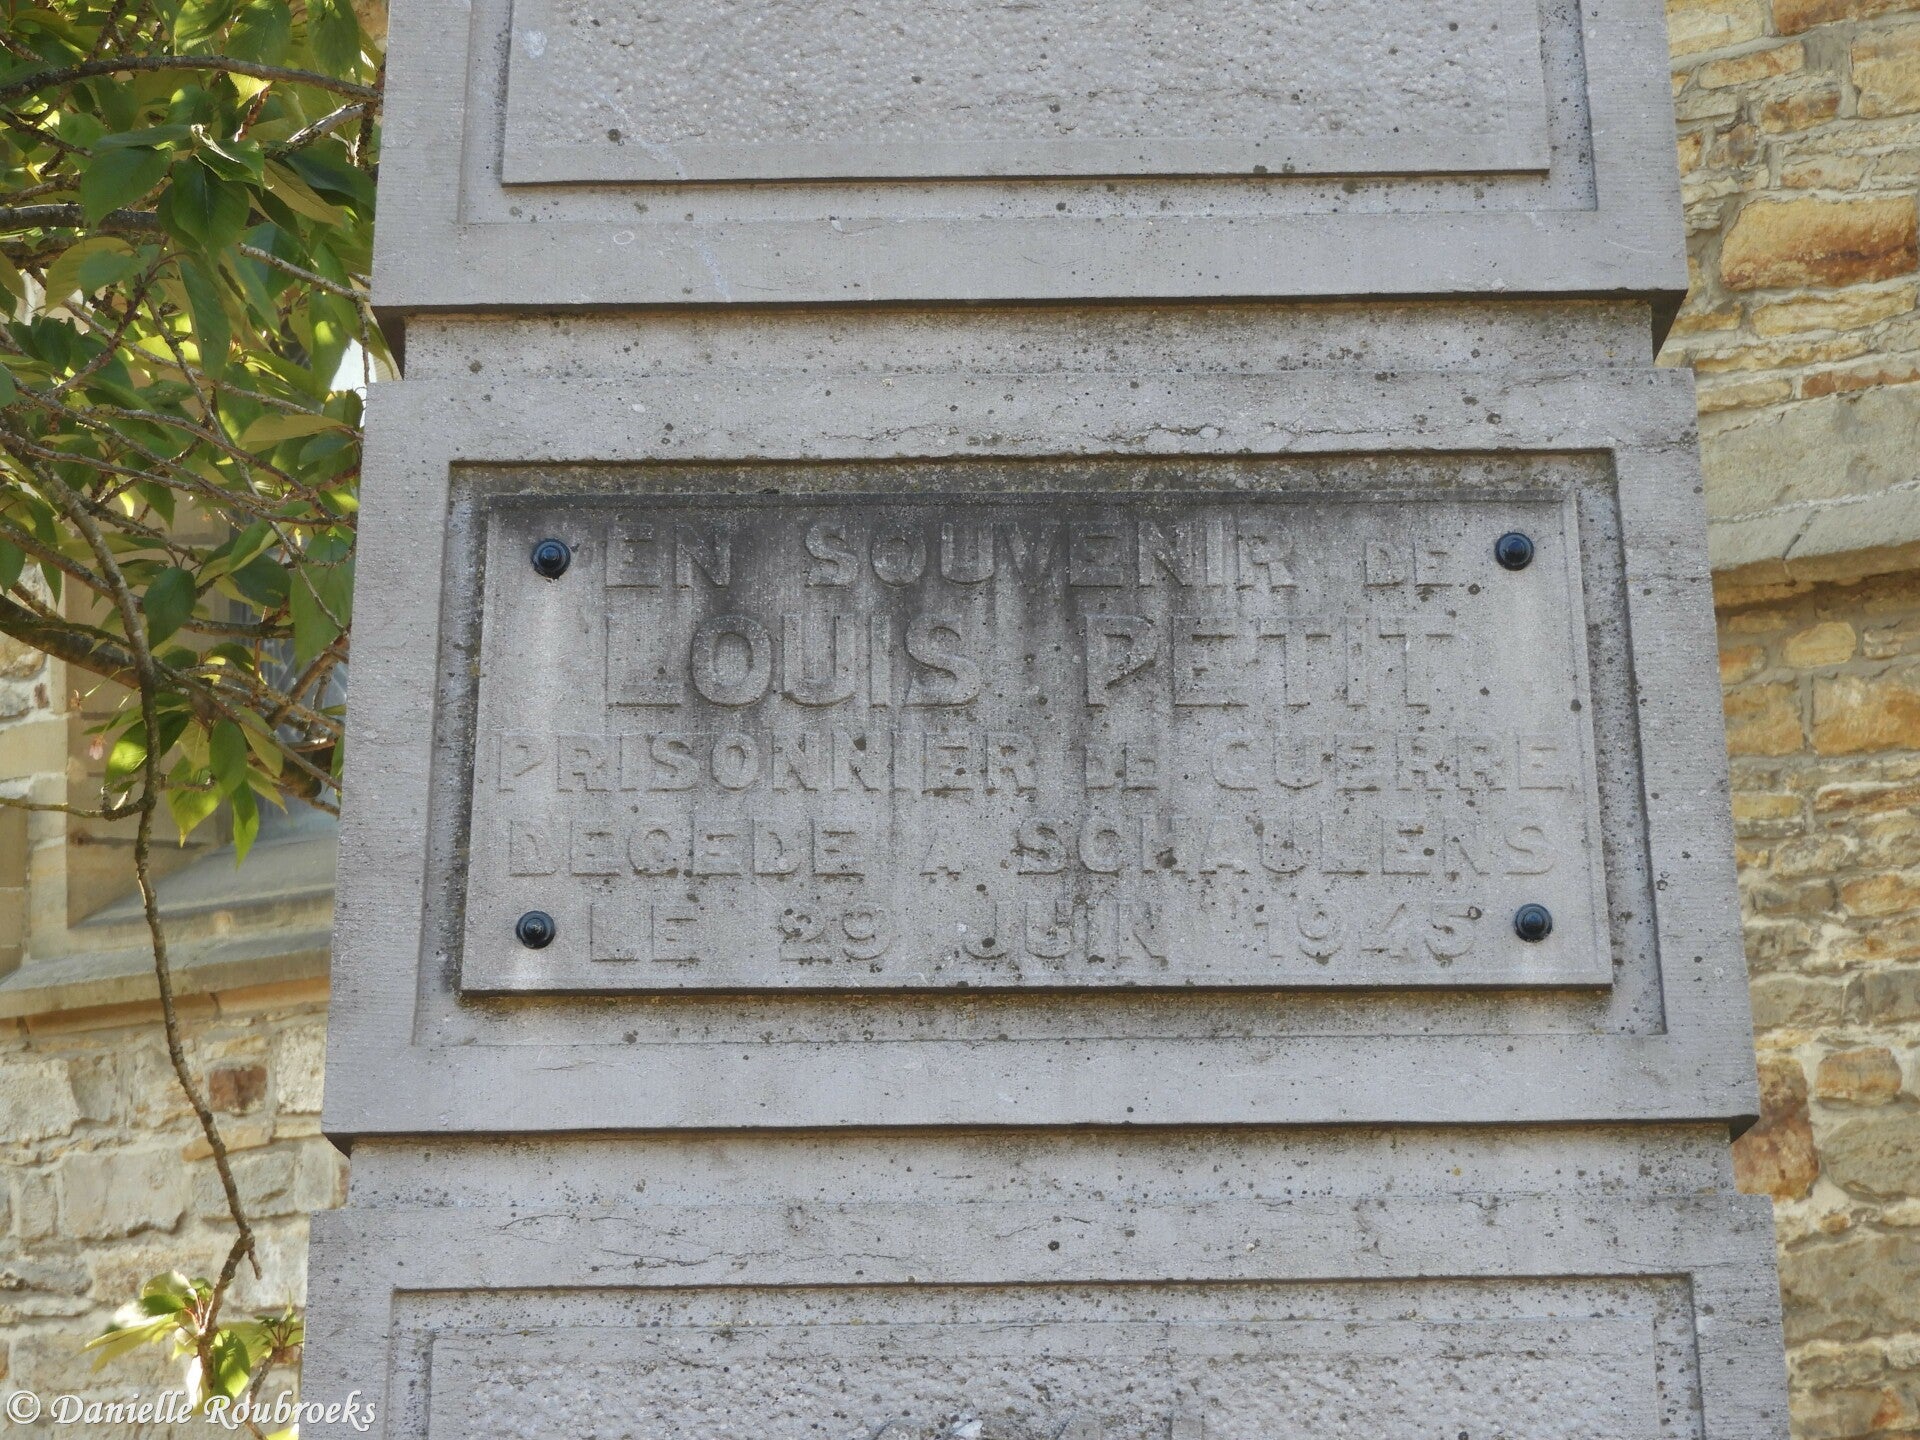 EN SOUVENIR DE
LOUIS PETIT
PRISONNIER DE GUERRE
DECEDE A SCHAULENS
LE 29 JUIN 1945
© Danielle Roubroeks